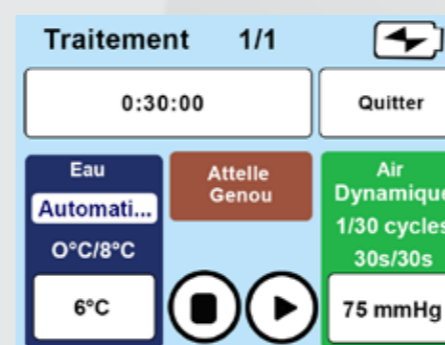 Traitement 1/1
0:30:00
Quitter
Eau
Automati...
O°C/8°C
6°C
Attelle
Genou
Air
Dynamique
1/30 cycles
30s/30s
75 mmHg